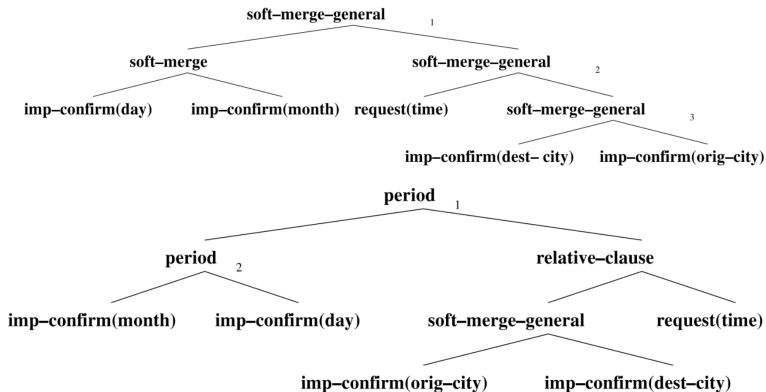 soft–merge–general 1
soft–merge soft–merge–general 2
imp–confirm(day) imp–confirm(month) request(time) soft–merge–general 3
imp–confirm(dest– city) imp–confirm(orig–city)
period 1
period 2 relative–clause
imp–confirm(month) imp–confirm(day) soft–merge–general request(time)
imp–confirm(orig–city) imp–confirm(dest–city)